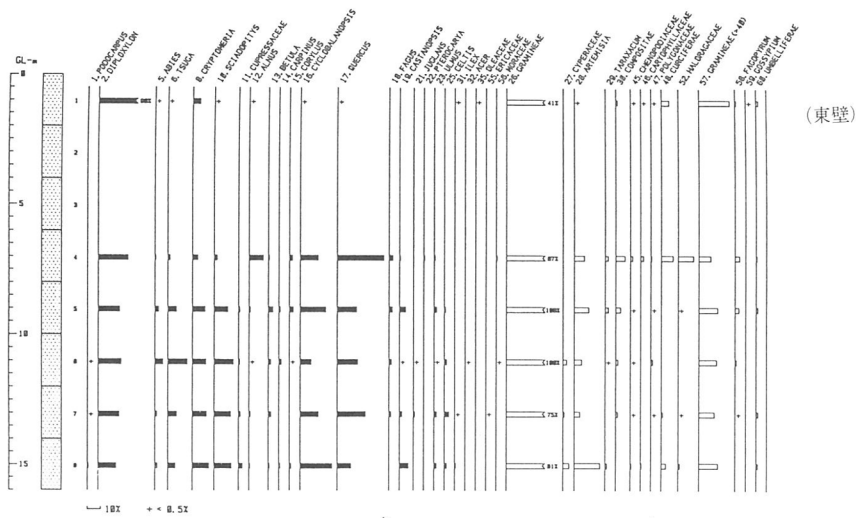 GL-m
1. PODOCARPUS
2. DIPLOXYLON
5. ABIES
6. TSUGA
8. CRYPTOMERIA
10. SCIADOPITYS
11. CUPRESSACEAE
12. ALNUS
13. BETULA
14. CARPINUS
15. CORYLUS
16. CYCLOBALANOPSIS
17. QUERCUS
18. FAGUS
19. CASTANOPSIS
21. JUGLANS
22. PTEROCARYA
23. ULMUS
25. CELTIS
31. ILEX
32. ACER
35. OLEACEAE
55. ERICACEAE
MORACEAE
26. GRAMINEAE
27. CYPERACEAE
28. ARTEMISIA
29. TARAXACUM
30. COMPOSITAE
45. CHENOPODIACEAE
46. CARYOPHYLLACEAE
47. POLYGONACEAE
48. CRUCIFERAE
52. HALORAGACEAE
57. GRAMINEAE (>40)
58. FAGOPYRUM
59. GOSSYPIUM
60. UMBELLIFERAE
(東壁)
0
1
41%
2
3
5
4
87%
5
10
6
7
75%
15
8
10% + < 0.5%